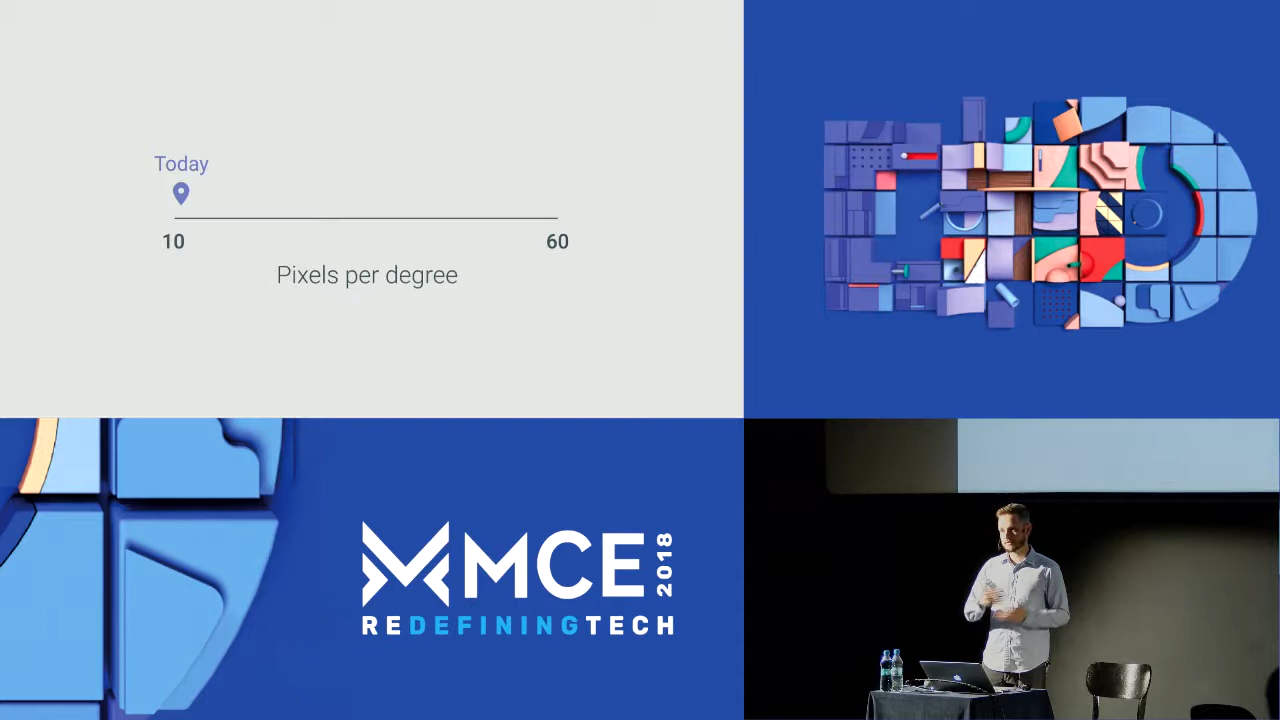 Today
10
60
Pixels per degree
MCE
2018
REDEFININGTECH